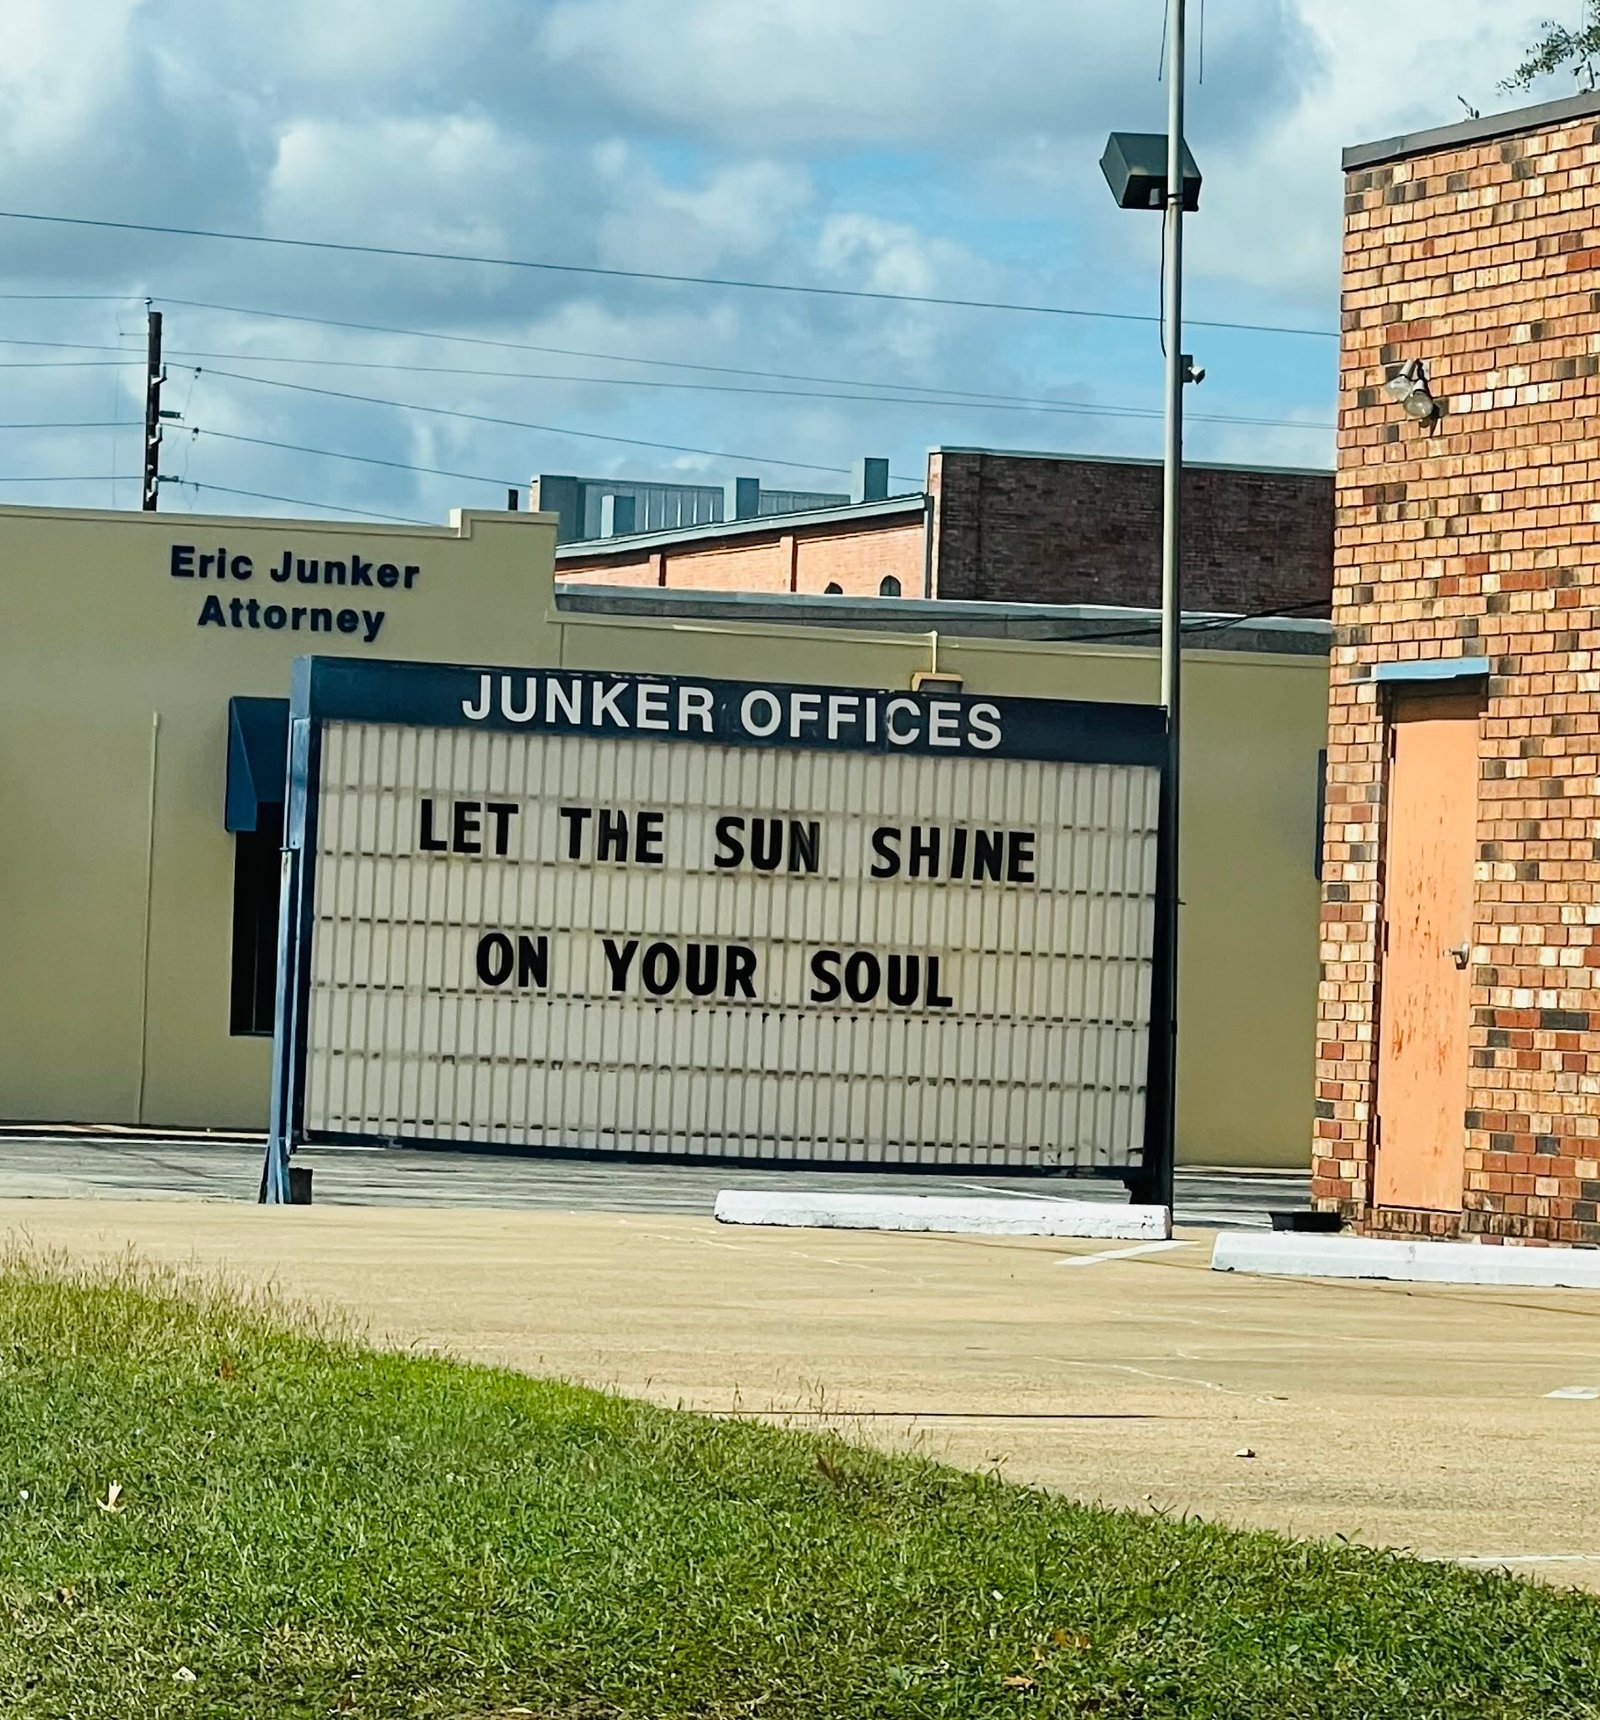 Eric Junker
Attorney
JUNKER OFFICES
LET THE SUN SHINE
ON YOUR SOUL